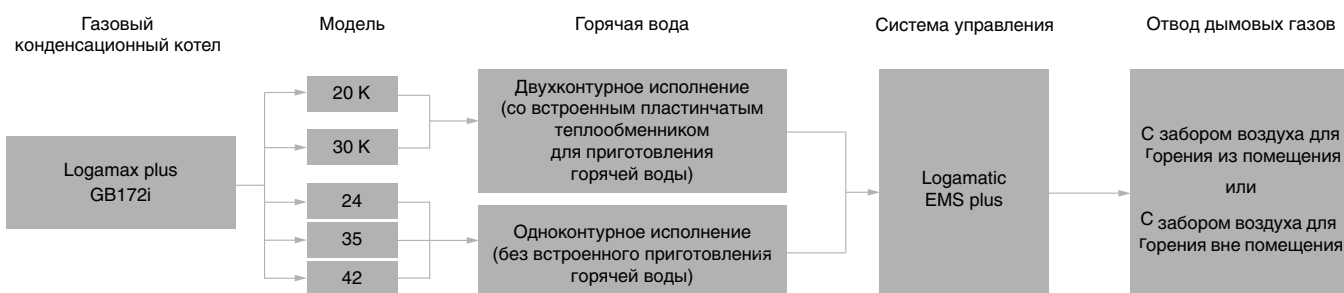 Газовый
конденсационный котел
Модель
Горячая вода
Система управления
Отвод дымовых газов
Logamax plus
GB172i
20 K
30 K
24
35
42
Двухконтурное исполнение
(со встроенным пластинчатым
теплообменником
для приготовления
горячей воды)
Одноконтурное исполнение
(без встроенного приготовления
горячей воды)
Logamatic
EMS plus
С забором воздуха для
горения из помещения
или
С забором воздуха для
горения вне помещения